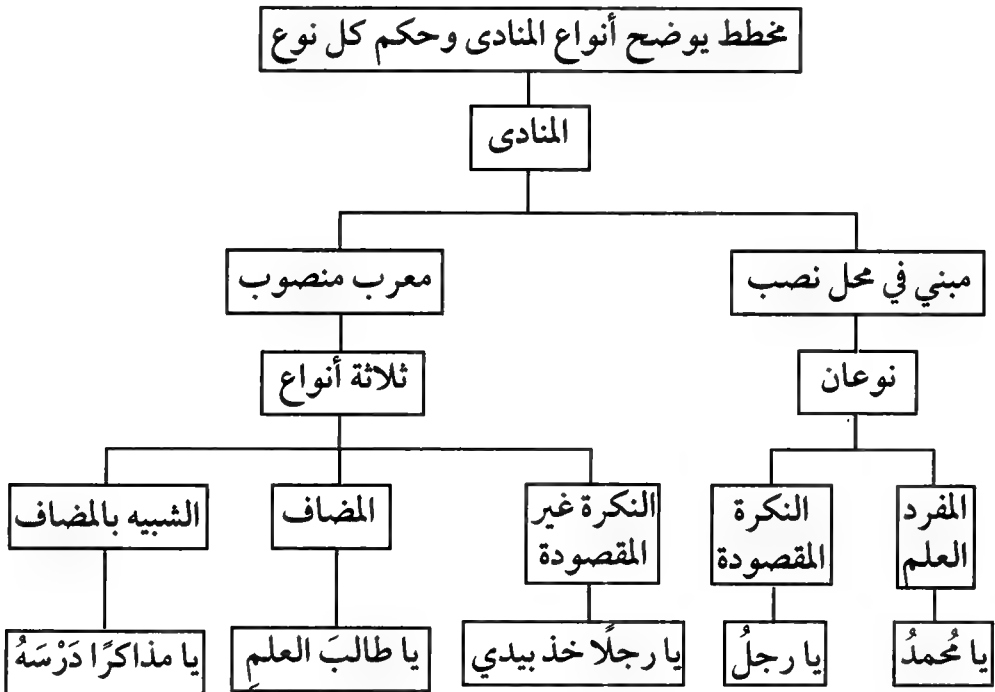 مخطط يوضح أنواع المنادى وحكم كل نوع
المنادى
مبني في محل نصب
معرب منصوب
نوعان
ثلاثة أنواع
المفرد
العلم
النكرة
المقصودة
النكرة غير
المقصودة
المضاف
الشبيه بالمضاف
يا مُحمدُ
يا رجلُ
يا رجلًا خذ بيدي
يا طالبَ العلمِ
يا مذاكرًا دَرْسَهُ